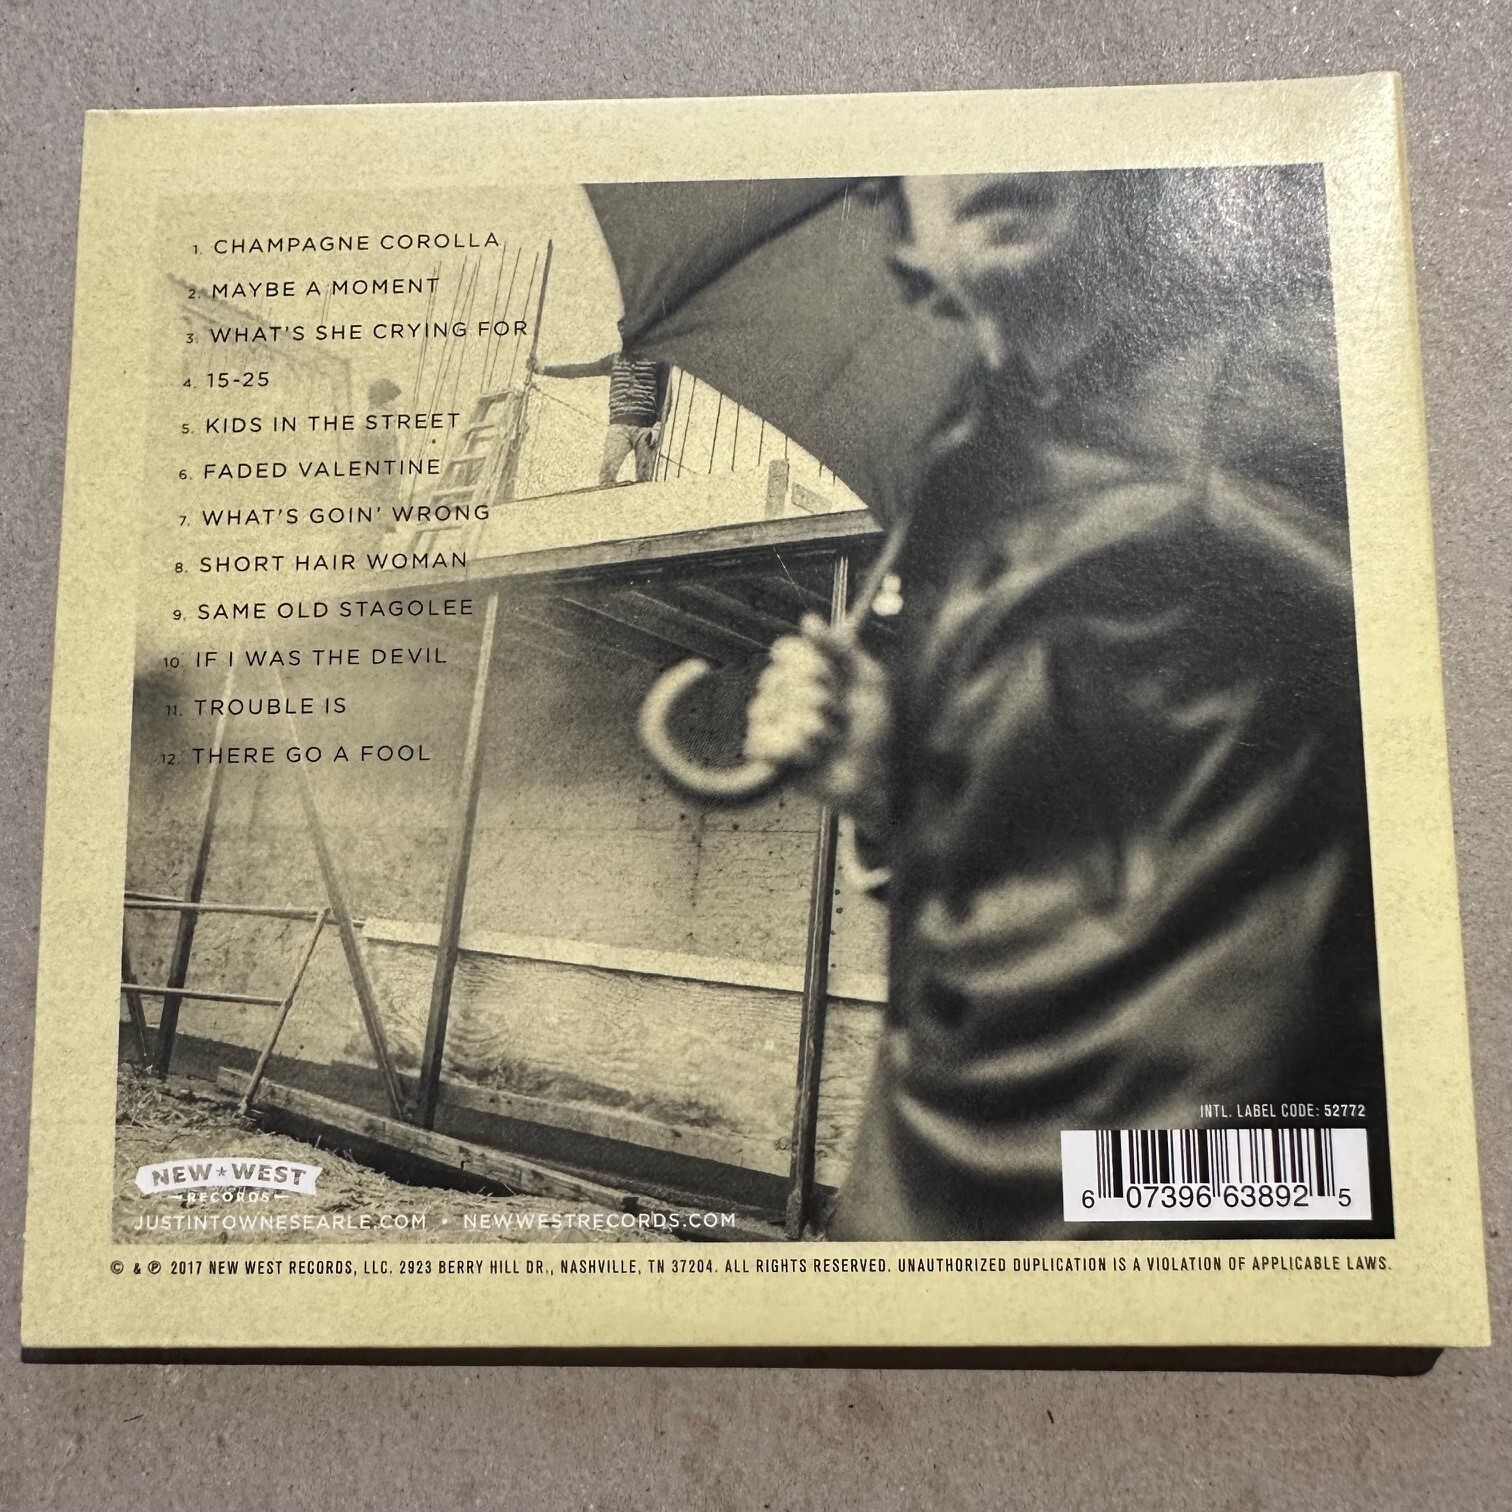 1. CHAMPAGNE COROLLA
2. MAYBE A MOMENT
3. WHAT'S SHE CRYING FOR
4. 15-25
5. KIDS IN THE STREET
6. FADED VALENTINE
7. WHAT'S GOIN' WRONG
8. SHORT HAIR WOMAN
9. SAME OLD STAGOLEE
10. IF I WAS THE DEVIL
11. TROUBLE IS
12. THERE GO A FOOL
INTL. LABEL CODE: 52772
6 07396 63892 5
NEW WEST
RECORDS
JUSTINTOWNESEARLE.COM • NEWWESTRECORDS.COM
© & ℗ 2017 NEW WEST RECORDS, LLC. 2923 BERRY HILL DR., NASHVILLE, TN 37204. ALL RIGHTS RESERVED. UNAUTHORIZED DUPLICATION IS A VIOLATION OF APPLICABLE LAWS.